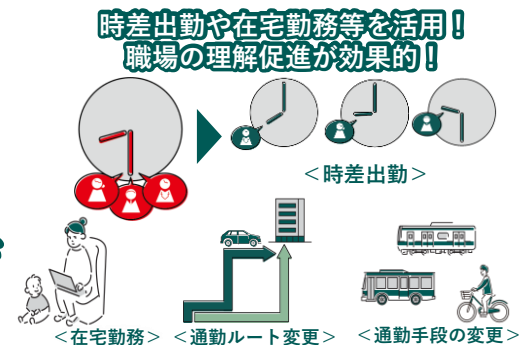 時差出勤や在宅勤務等を活用！
職場の理解促進が効果的！
＜時差出勤＞
＜在宅勤務＞
＜通勤ルート変更＞
＜通勤手段の変更＞